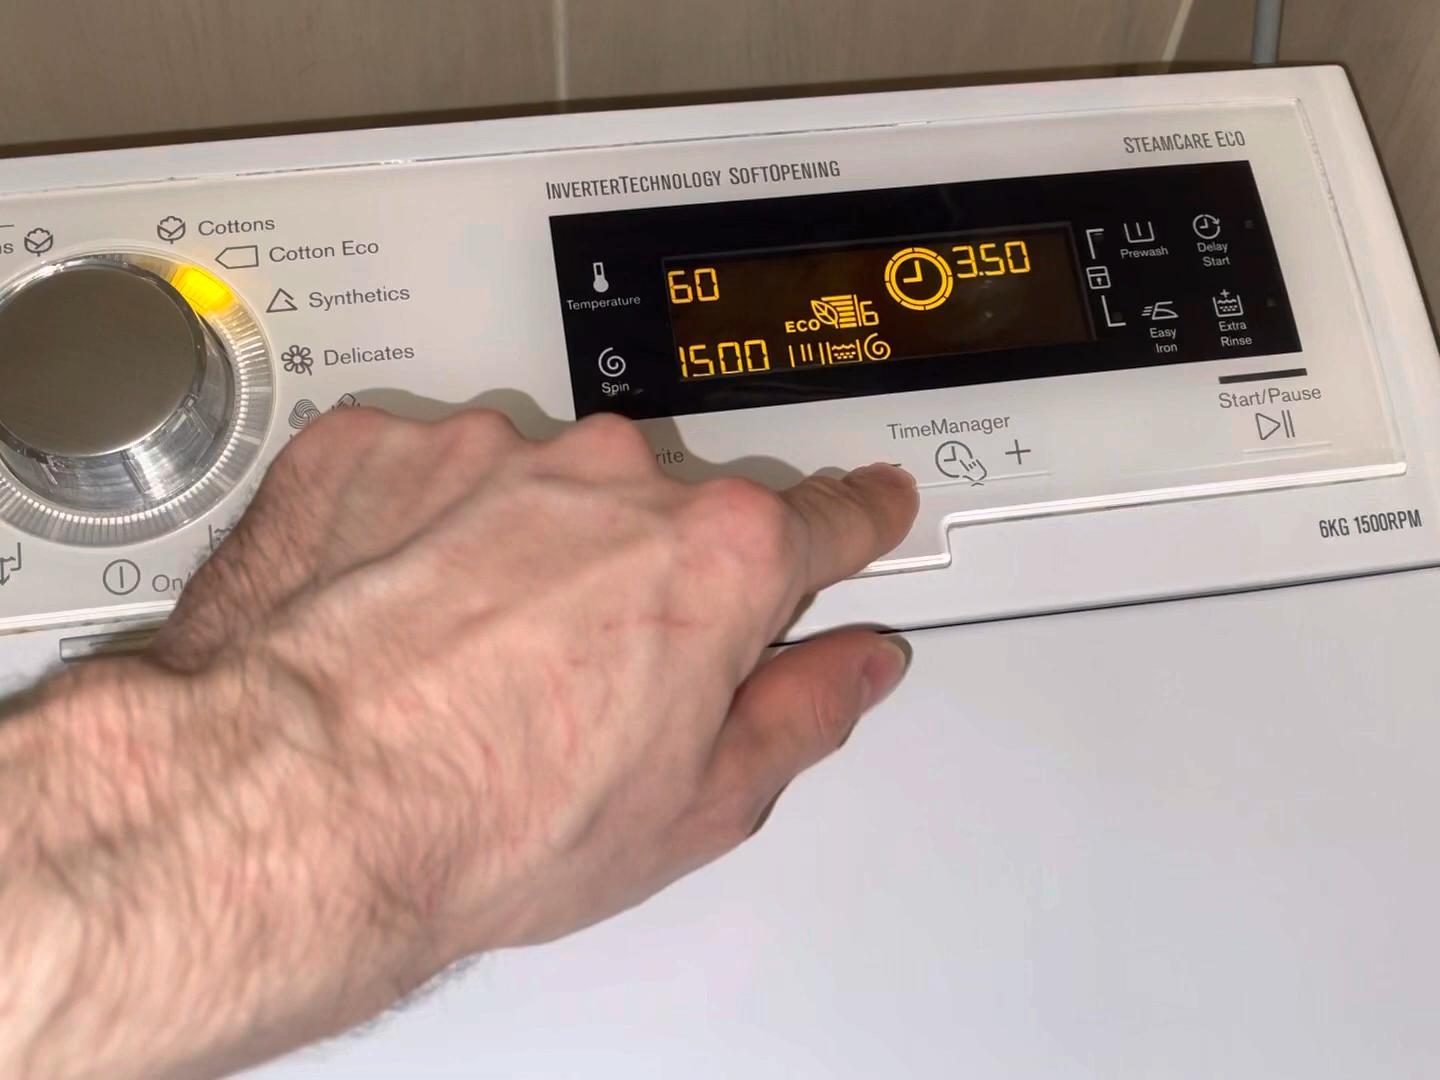 INVERTERTECHNOLOGY SOFTOPENING
STEAMCARE ECO
Cottons
Cotton Eco
Synthetics
Delicates
On/
Temperature
Spin
60
3.50
ECO
6
1500
Prewash
Delay
Start
Easy
Iron
Extra
Rinse
TimeManager
- +
Start/Pause
6KG 1500RPM